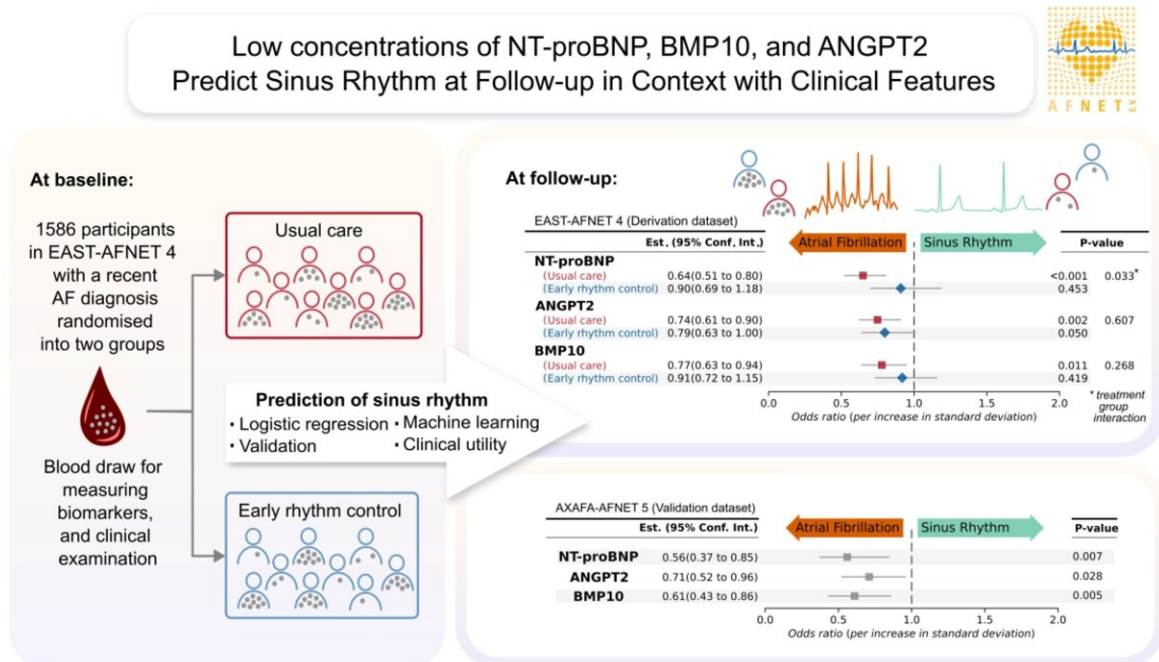 Low concentrations of NT-proBNP, BMP10, and ANGPT2
Predict Sinus Rhythm at Follow-up in Context with Clinical Features
AFNET
At baseline:
1586 participants
in EAST-AFNET 4
with a recent
AF diagnosis
randomised
into two groups
Blood draw for
measuring
biomarkers,
and clinical
examination
Usual care
Prediction of sinus rhythm
· Logistic regression · Machine learning
· Validation · Clinical utility
Early rhythm control
At follow-up:
EAST-AFNET 4 (Derivation dataset)
Est. (95% Conf. Int.) Atrial Fibrillation Sinus Rhythm P-value
NT-proBNP
(Usual care) 0.64(0.51 to 0.80) <0.001 0.033*
(Early rhythm control) 0.90(0.69 to 1.18) 0.453
ANGPT2
(Usual care) 0.74(0.61 to 0.90) 0.002 0.607
(Early rhythm control) 0.79(0.63 to 1.00) 0.050
BMP10
(Usual care) 0.77(0.63 to 0.94) 0.011 0.268
(Early rhythm control) 0.91(0.72 to 1.15) 0.419
0.0 0.5 1.0 1.5 2.0
Odds ratio (per increase in standard deviation)
* treatment
group
interaction
AXAFA-AFNET 5 (Validation dataset)
Est. (95% Conf. Int.) Atrial Fibrillation Sinus Rhythm P-value
NT-proBNP 0.56(0.37 to 0.85) 0.007
ANGPT2 0.71(0.52 to 0.96) 0.028
BMP10 0.61(0.43 to 0.86) 0.005
0.0 0.5 1.0 1.5 2.0
Odds ratio (per increase in standard deviation)